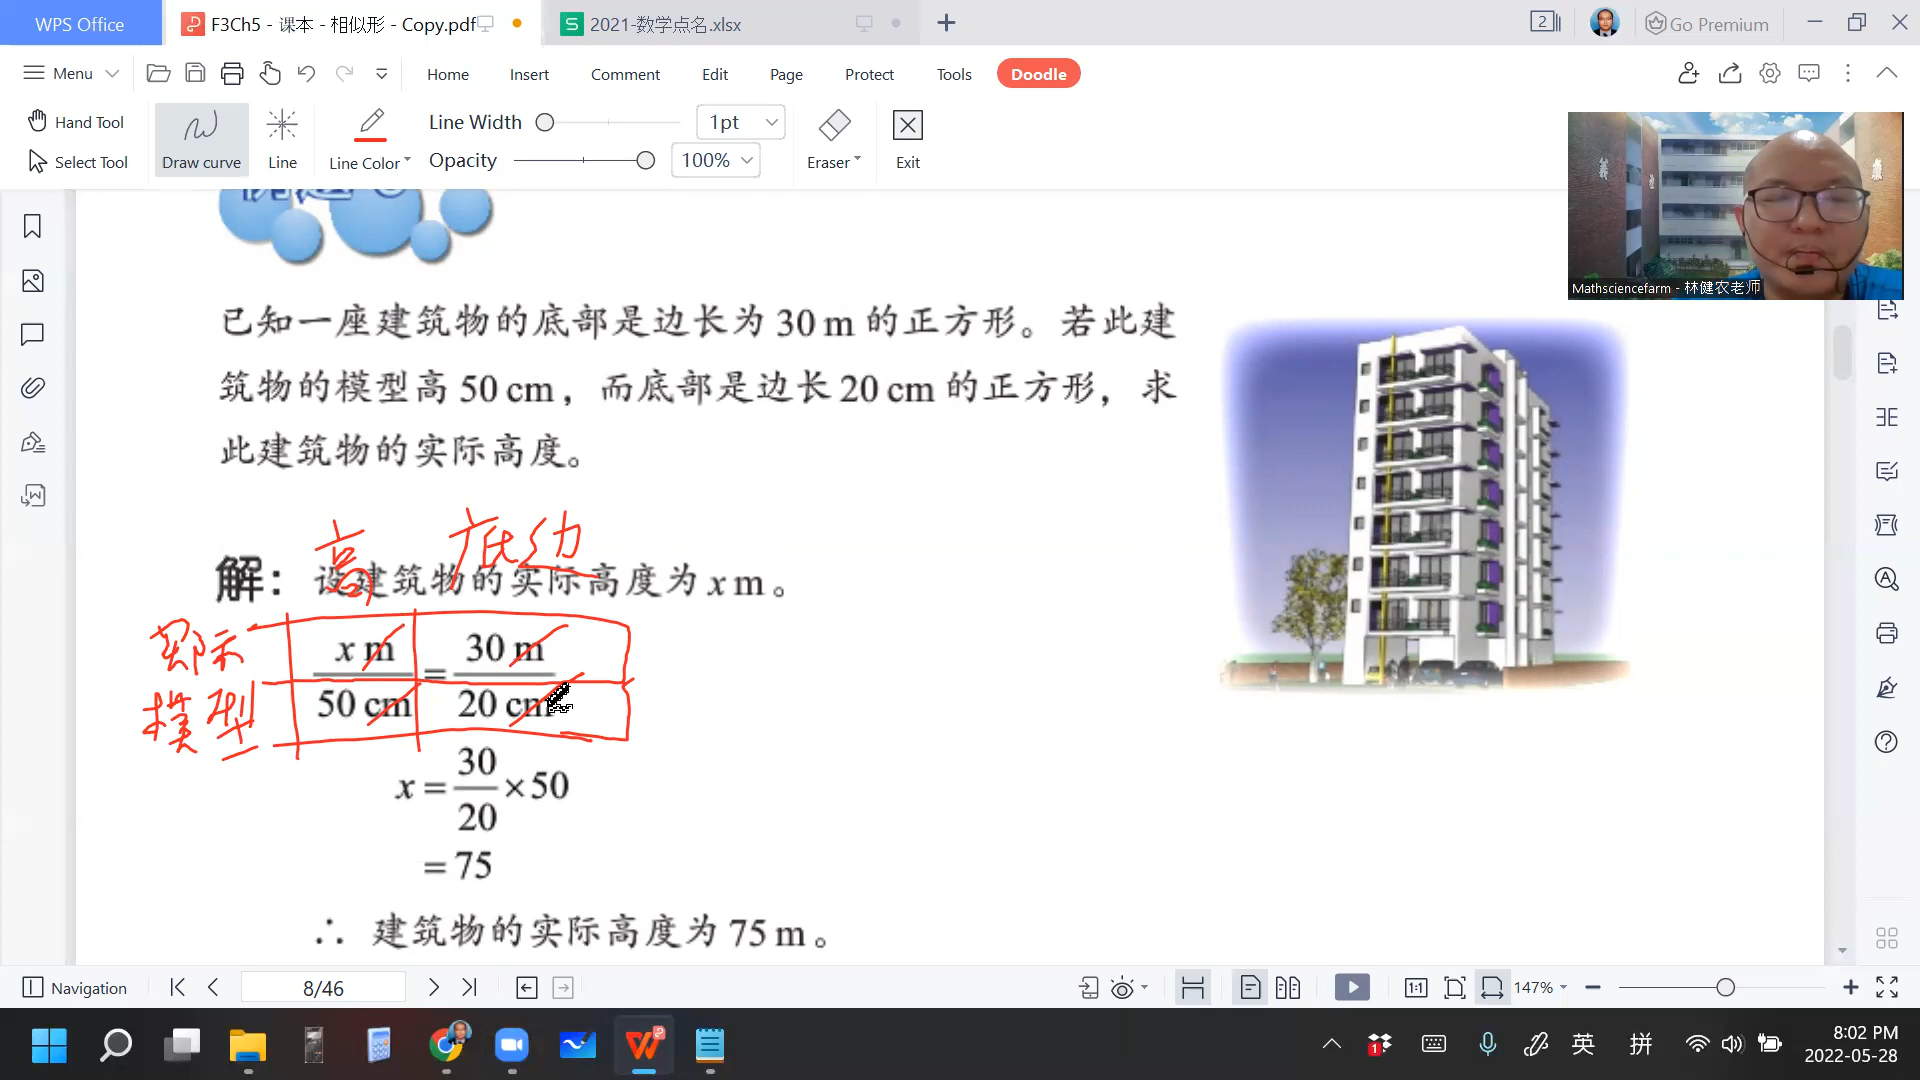 WPS Office
F3Ch5 - 课本 - 相似形 - Copy.pdf
2021-数学点名.xlsx
2
Go Premium
Menu
Home
Insert
Comment
Edit
Page
Protect
Tools
Doodle
Hand Tool
Select Tool
Draw curve
Line
Line Color
Line Width
1pt
Opacity
100%
Eraser
Exit
Mathsciencefarm - 林健农老师
已知一座建筑物的底部是边长为 30 m 的正方形。若此建
筑物的模型高 50 cm，而底部是边长 20 cm 的正方形，求
此建筑物的实际高度。
高 底边
解：设建筑物的实际高度为 x m。
实际 x m = 30 m
模型 50 cm 20 cm
x = 30/20 × 50
= 75
∴ 建筑物的实际高度为 75 m。
Navigation
8/46
1:1
147%
1
英
拼
8:02 PM
2022-05-28